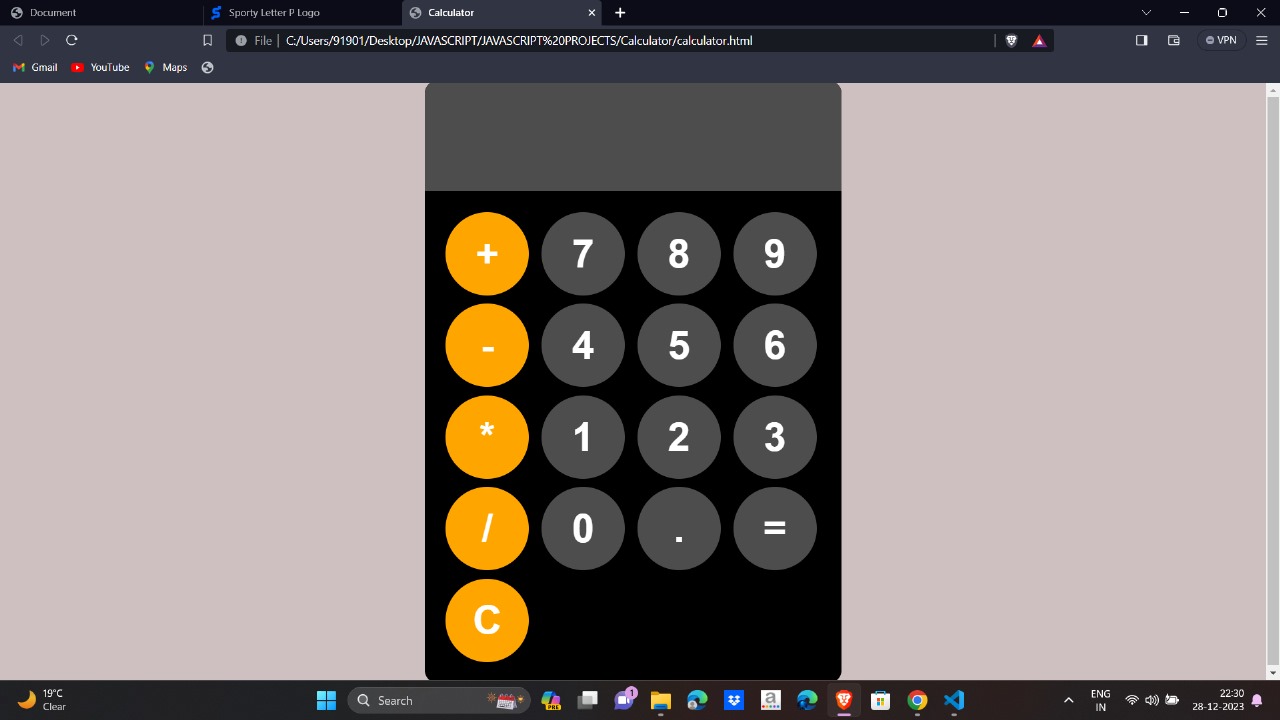 Document
Sporty Letter P Logo
Calculator
File
C:/Users/91901/Desktop/JAVASCRIPT/JAVASCRIPT%20PROJECTS/Calculator/calculator.html
VPN
Gmail
YouTube
Maps
+ 7 8 9
- 4 5 6
* 1 2 3
/ 0 . =
C
19°C
Clear
Search
PRE
1
a
ENG
IN
22:30
28-12-2023